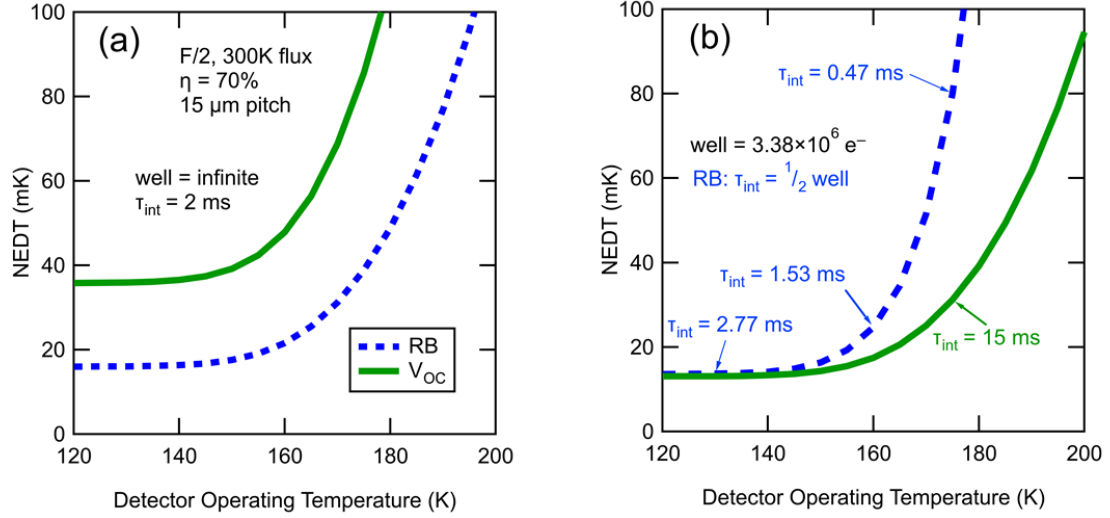 (a)
F/2, 300K flux
η = 70%
15 µm pitch
well = infinite
τint = 2 ms
RB
VOC
NEDT (mK)
100
80
60
40
20
0
120
140
160
180
200
Detector Operating Temperature (K)
(b)
τint = 0.47 ms
well = 3.38×10⁶ e⁻
RB: τint = 1/2 well
τint = 1.53 ms
τint = 2.77 ms
τint = 15 ms
NEDT (mK)
100
80
60
40
20
0
120
140
160
180
200
Detector Operating Temperature (K)